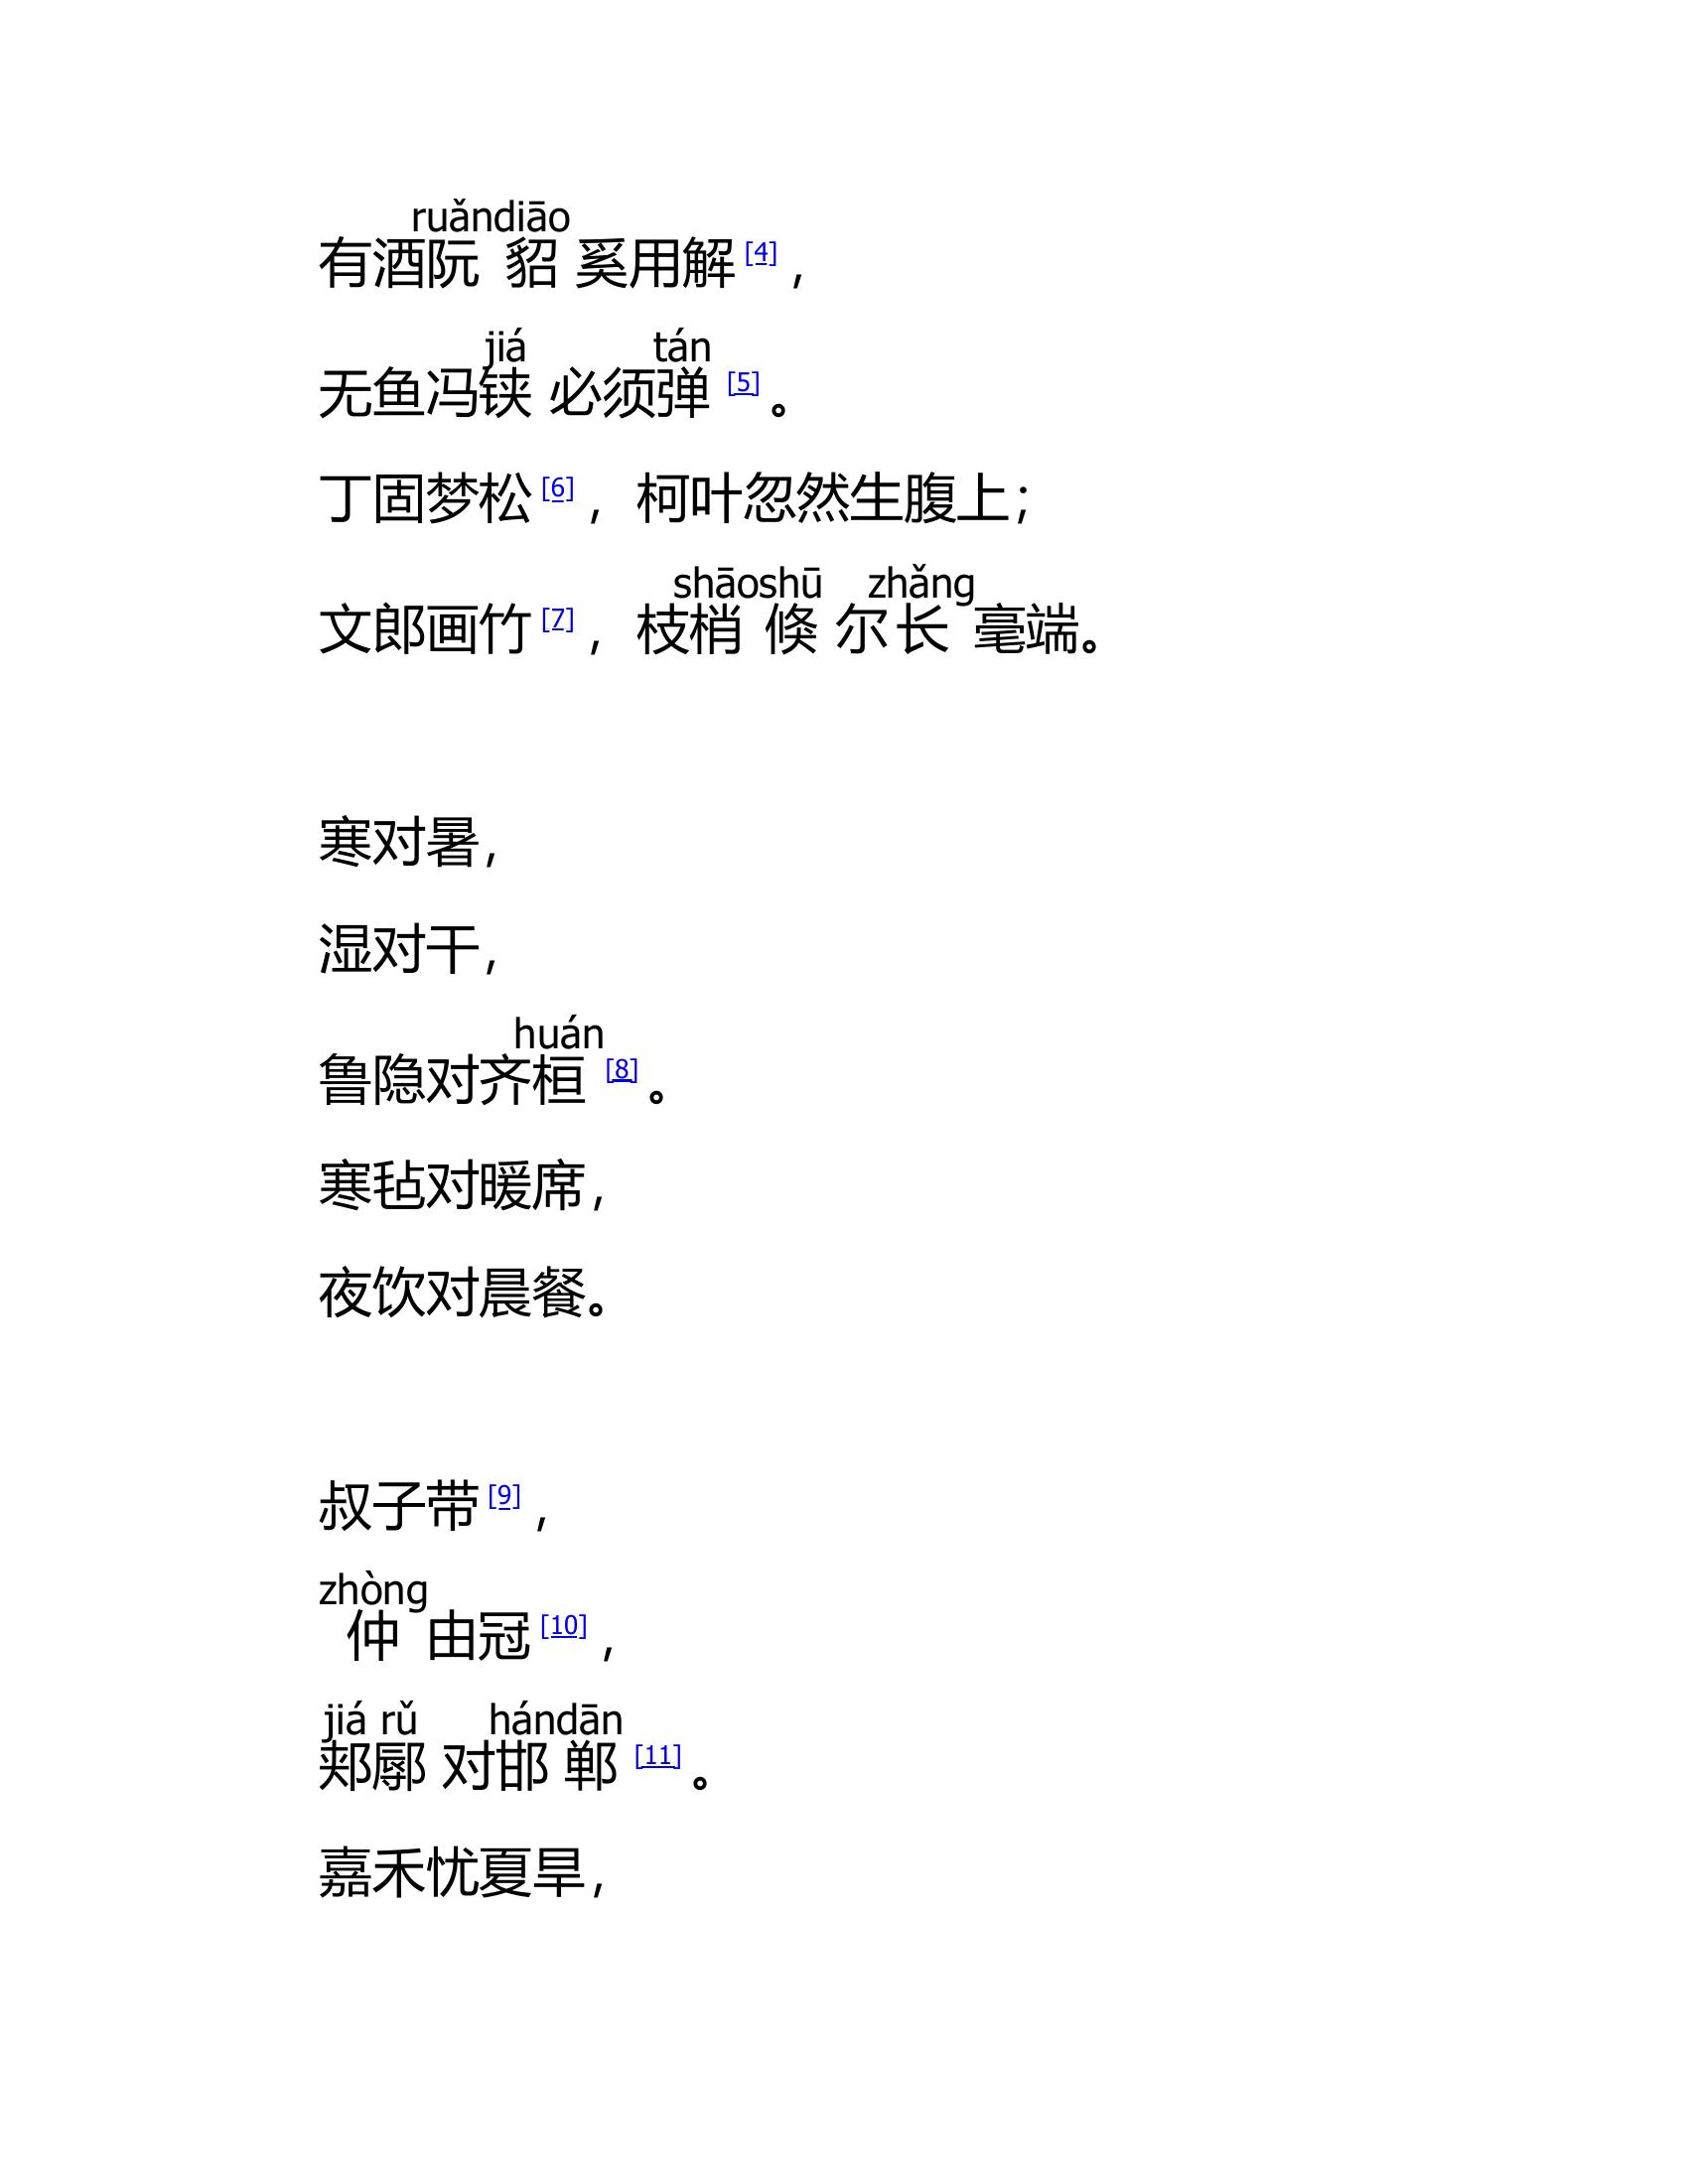 ruǎndiāo
有酒阮貂奚用解[4]，
jiá tán
无鱼冯铗必须弹[5]。
丁固梦松[6]，柯叶忽然生腹上；
shāoshū zhǎng
文郎画竹[7]，枝梢倏尔长毫端。
寒对暑，
湿对干，
huán
鲁隐对齐桓[8]。
寒毡对暖席，
夜饮对晨餐。
叔子带[9]，
zhòng
仲由冠[10]，
jiá rǔ hándān
郏鄏对邯郸[11]。
嘉禾忧夏旱，